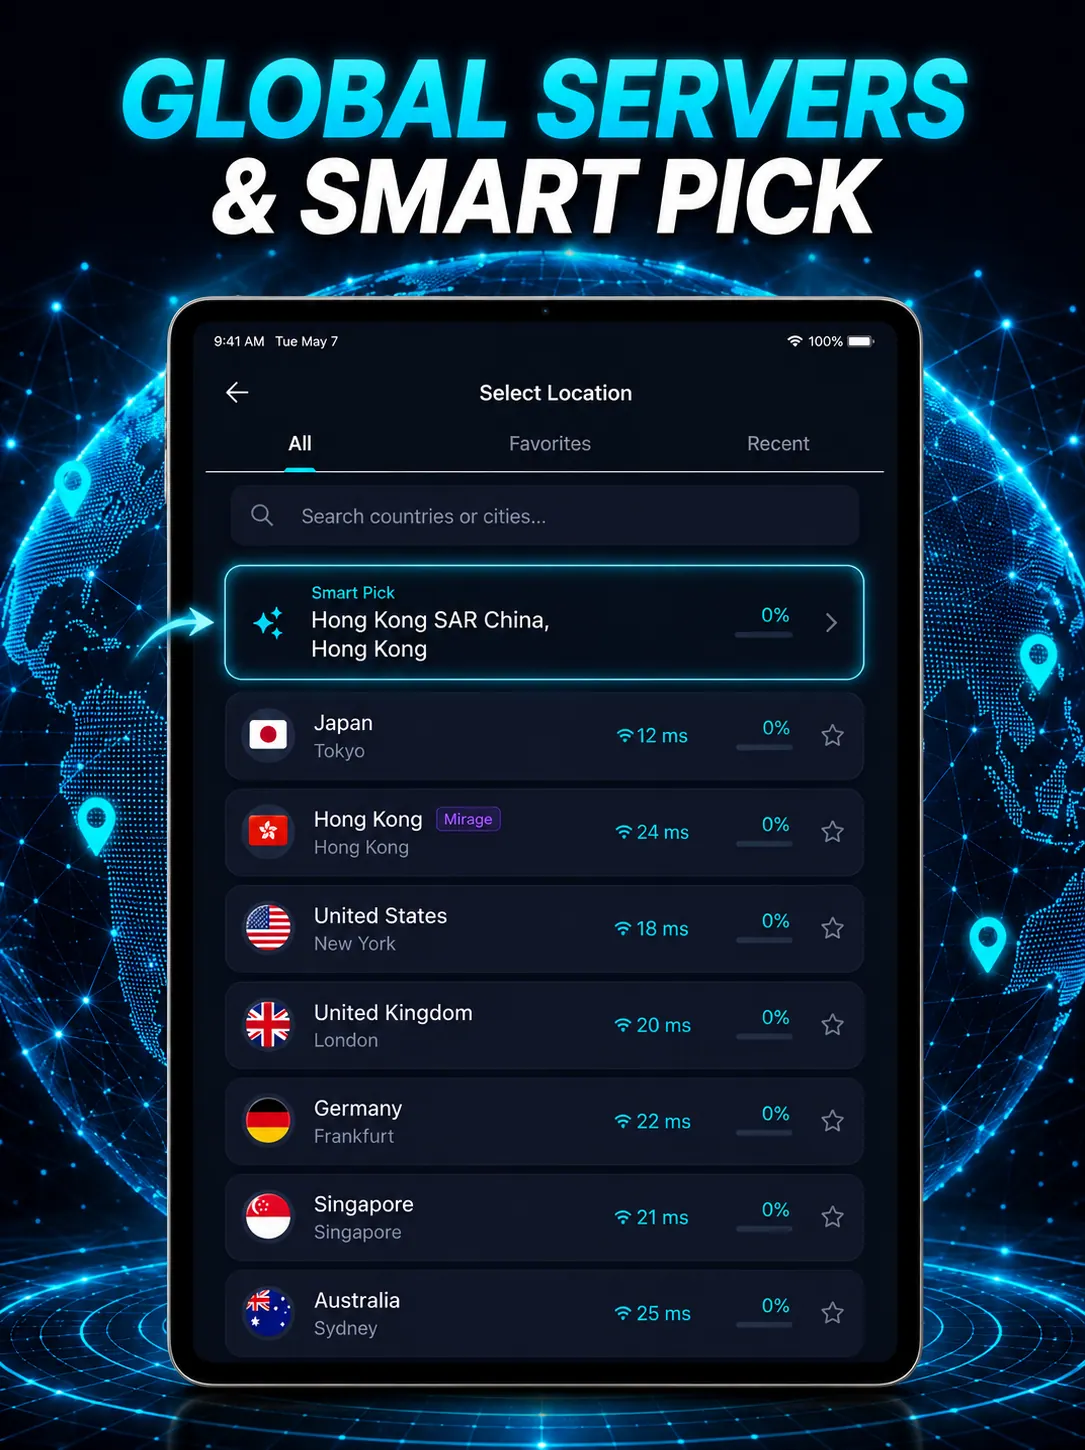 GLOBAL SERVERS
& SMART PICK
9:41 AM Tue May 7 100%
Select Location
All Favorites Recent
Search countries or cities...
Smart Pick
Hong Kong SAR China,
Hong Kong
0%
Japan
Tokyo
12 ms
0%
Hong Kong Mirage
Hong Kong
24 ms
0%
United States
New York
18 ms
0%
United Kingdom
London
20 ms
0%
Germany
Frankfurt
22 ms
0%
Singapore
Singapore
21 ms
0%
Australia
Sydney
25 ms
0%